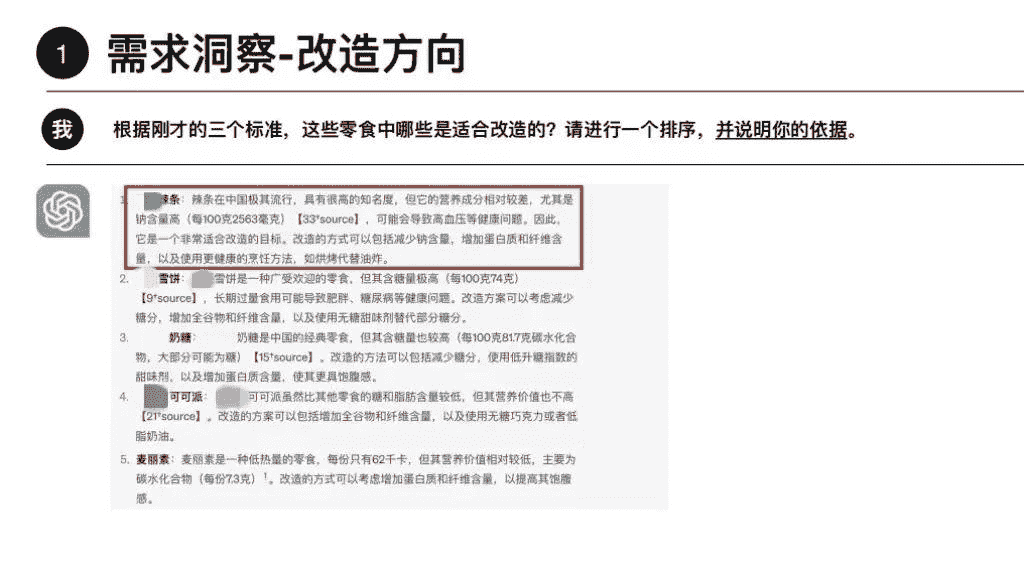 1 需求洞察-改造方向
我 根据刚才的三个标准，这些零食中哪些是适合改造的？请进行一个排序，并说明你的依据。
1. 辣条：辣条在中国极其流行，具有很高的知名度，但它的营养成分相对较差，尤其是
钠含量高（每100克2563毫克）【33†source】，可能会导致高血压等健康问题。因此，
它是一个非常适合改造的目标。改造的方式可以包括减少钠含量，增加蛋白质和纤维含
量，以及使用更健康的烹饪方法，如烘烤代替油炸。
2. 雪饼：雪饼是一种广受欢迎的零食，但其含糖量极高（每100克74克）
【9†source】，长期过量食用可能导致肥胖、糖尿病等健康问题。改造方案可以考虑减少
糖分，增加全谷物和纤维含量，以及使用无糖甜味剂替代部分糖分。
3. 奶糖：奶糖是中国的经典零食，但其含糖量也较高（每100克81.7克碳水化合
物，大部分可能为糖）【15†source】。改造的方法可以包括减少糖分，使用低升糖指数的
甜味剂，以及增加蛋白质含量，使其更具饱腹感。
4. 可可派：可可派虽然比其他零食的糖和脂肪含量较低，但其营养价值也不高
【21†source】。改造的方案可以包括增加全谷物和纤维含量，以及使用无糖巧克力或者低
脂奶油。
5. 麦丽素：麦丽素是一种低热量的零食，每份只有62千卡，但其营养价值相对较低，主要为
碳水化合物（每份7.3克）¹。改造的方式可以考虑增加蛋白质和纤维含量，以提高其饱腹
感。